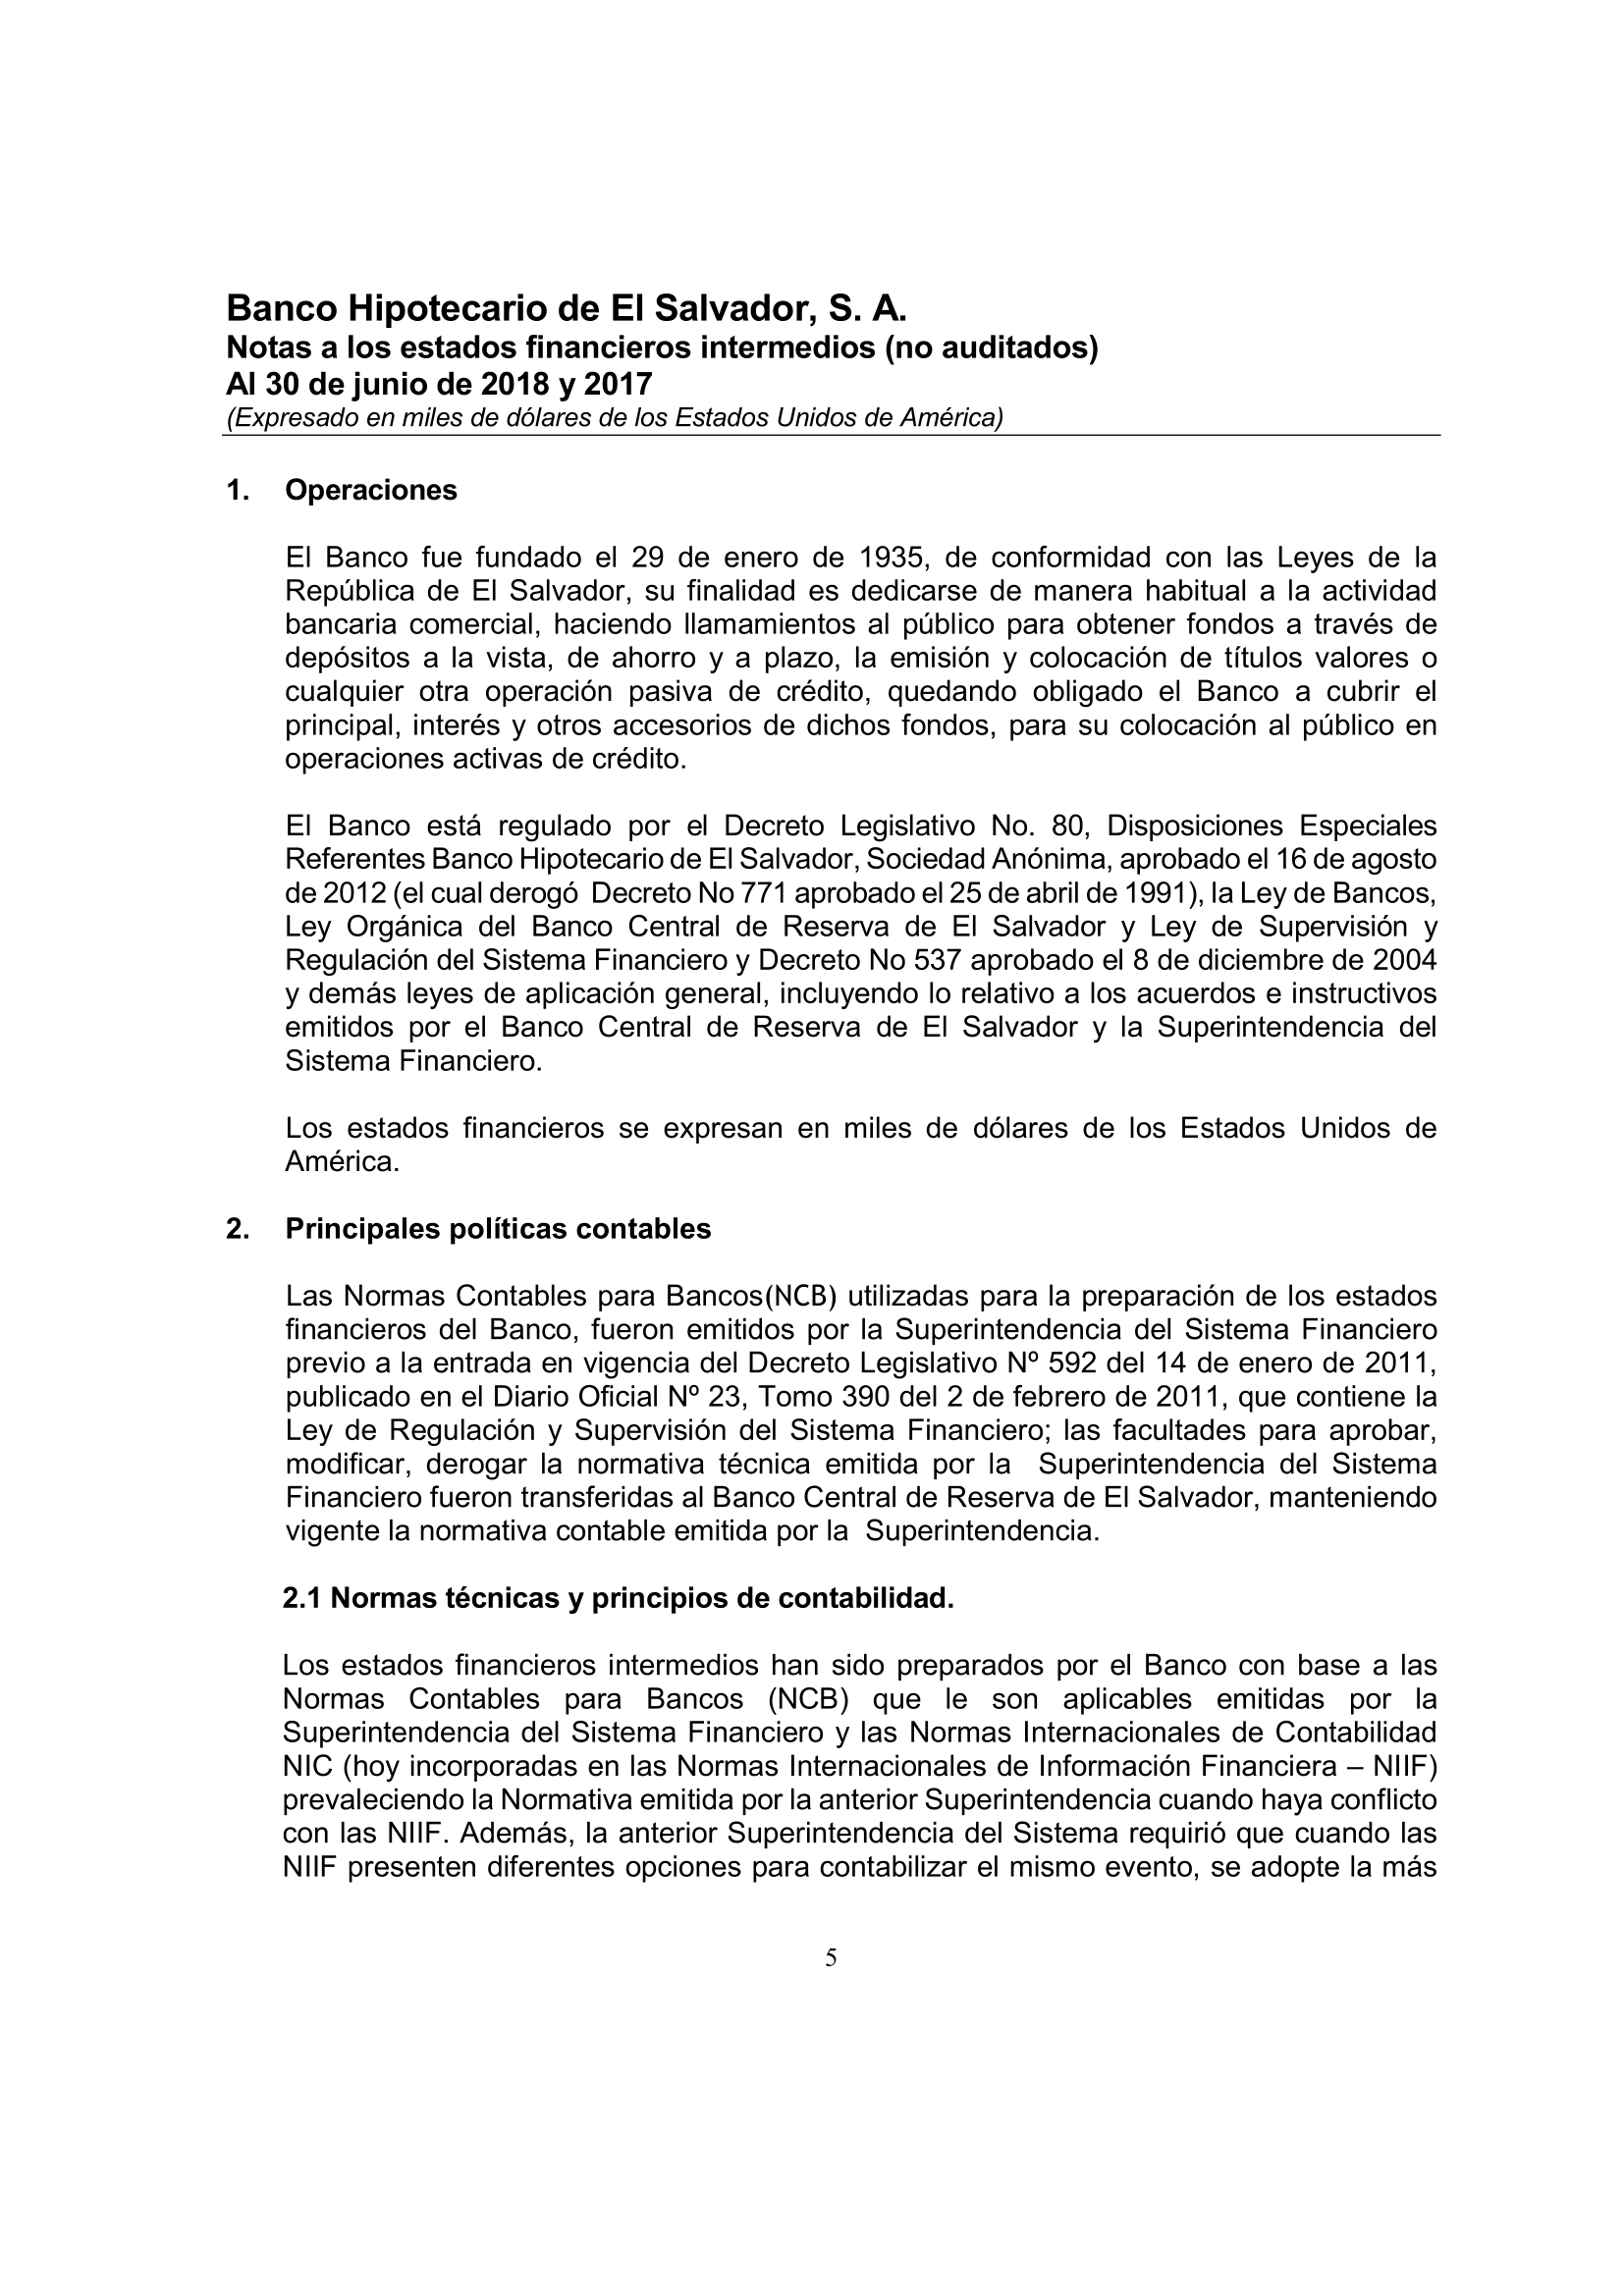 Banco Hipotecario de El Salvador, S. A.
Notas a los estados financieros intermedios (no auditados)
Al 30 de junio de 2018 y 2017
(Expresado en miles de dólares de los Estados Unidos de América)
1. Operaciones
El Banco fue fundado el 29 de enero de 1935, de conformidad con las Leyes de la
República de El Salvador, su finalidad es dedicarse de manera habitual a la actividad
bancaria comercial, haciendo llamamientos al público para obtener fondos a través de
depósitos a la vista, de ahorro y a plazo, la emisión y colocación de títulos valores o
cualquier otra operación pasiva de crédito, quedando obligado el Banco a cubrir el
principal, interés y otros accesorios de dichos fondos, para su colocación al público en
operaciones activas de crédito.
El Banco está regulado por el Decreto Legislativo No. 80, Disposiciones Especiales
Referentes Banco Hipotecario de El Salvador, Sociedad Anónima, aprobado el 16 de agosto
de 2012 (el cual derogó Decreto No 771 aprobado el 25 de abril de 1991), la Ley de Bancos,
Ley Orgánica del Banco Central de Reserva de El Salvador y Ley de Supervisión y
Regulación del Sistema Financiero y Decreto No 537 aprobado el 8 de diciembre de 2004
y demás leyes de aplicación general, incluyendo lo relativo a los acuerdos e instructivos
emitidos por el Banco Central de Reserva de El Salvador y la Superintendencia del
Sistema Financiero.
Los estados financieros se expresan en miles de dólares de los Estados Unidos de
América.
2. Principales políticas contables
Las Normas Contables para Bancos(NCB) utilizadas para la preparación de los estados
financieros del Banco, fueron emitidos por la Superintendencia del Sistema Financiero
previo a la entrada en vigencia del Decreto Legislativo Nº 592 del 14 de enero de 2011,
publicado en el Diario Oficial Nº 23, Tomo 390 del 2 de febrero de 2011, que contiene la
Ley de Regulación y Supervisión del Sistema Financiero; las facultades para aprobar,
modificar, derogar la normativa técnica emitida por la Superintendencia del Sistema
Financiero fueron transferidas al Banco Central de Reserva de El Salvador, manteniendo
vigente la normativa contable emitida por la Superintendencia.
2.1 Normas técnicas y principios de contabilidad.
Los estados financieros intermedios han sido preparados por el Banco con base a las
Normas Contables para Bancos (NCB) que le son aplicables emitidas por la
Superintendencia del Sistema Financiero y las Normas Internacionales de Contabilidad
NIC (hoy incorporadas en las Normas Internacionales de Información Financiera – NIIF)
prevaleciendo la Normativa emitida por la anterior Superintendencia cuando haya conflicto
con las NIIF. Además, la anterior Superintendencia del Sistema requirió que cuando las
NIIF presenten diferentes opciones para contabilizar el mismo evento, se adopte la más
5